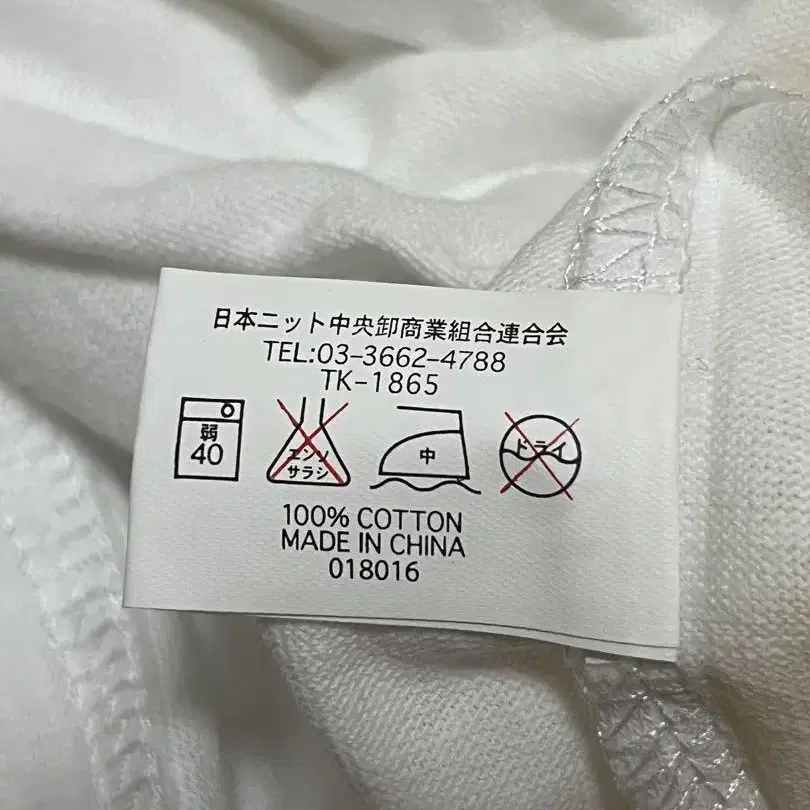 日本ニット中央卸商業組合連合会
TEL:03-3662-4788
TK-1865
弱
40
エンソ
サラシ
中
ドライ
100% COTTON
MADE IN CHINA
018016